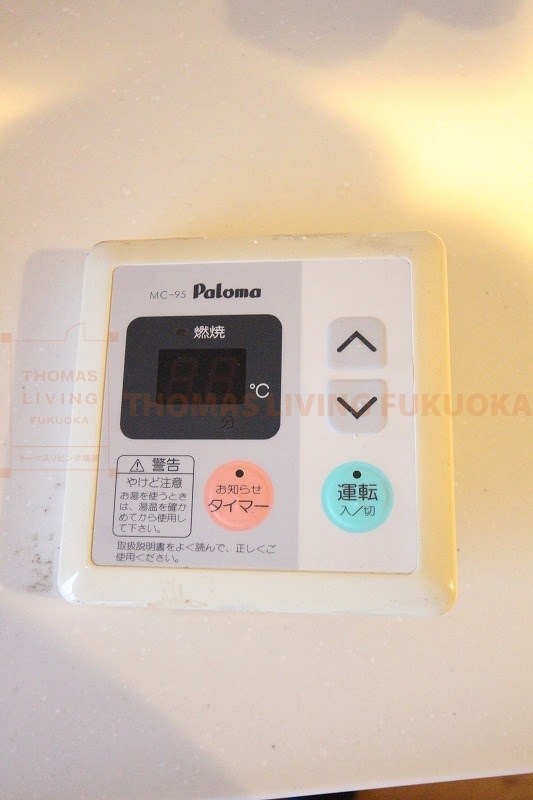 MC-95 Paloma
燃焼
℃
分
THOMAS
LIVING
FUKUOKA
THOMAS LIVING FUKUOKA
警告
やけど注意
お湯を使うとき
は、湯温を確か
めてから使用し
て下さい。
お知らせ
タイマー
運転
入/切
取扱説明書をよく読んで、正しくご
使用ください。